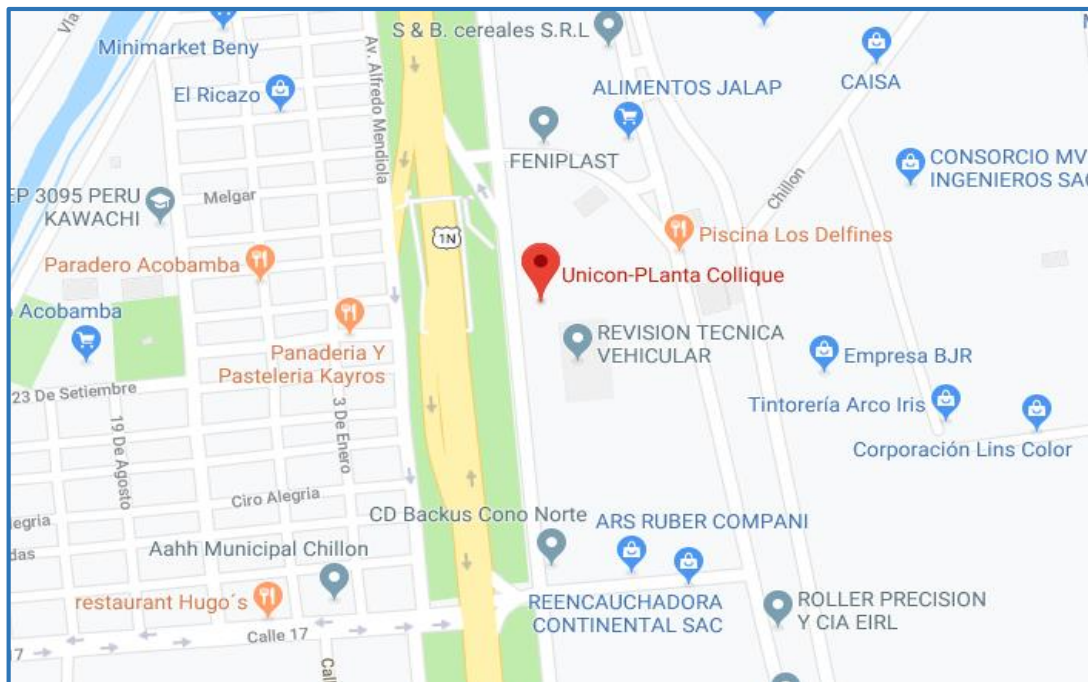 Vla
Minimarket Beny
S & B. cereales S.R.L
Av. Alfredo Mendiola
CAISA
El Ricazo
ALIMENTOS JALAP
FENIPLAST
CONSORCIO MV
INGENIEROS SAC
EP 3095 PERU
KAWACHI
Melgar
Chillon
1N
Piscina Los Delfines
Paradero Acobamba
Unicon-PLanta Collique
Acobamba
REVISION TECNICA
VEHICULAR
Panaderia Y
Pasteleria Kayros
Empresa BJR
23 De Setiembre
19 De Agosto
3 De Enero
Tintorería Arco Iris
Corporación Lins Color
Ciro Alegria
legria
das
CD Backus Cono Norte
ARS RUBER COMPANI
Aahh Municipal Chillon
restaurant Hugo´s
REENCAUCHADORA
CONTINENTAL SAC
ROLLER PRECISION
Y CIA EIRL
17
Calle 17
Call